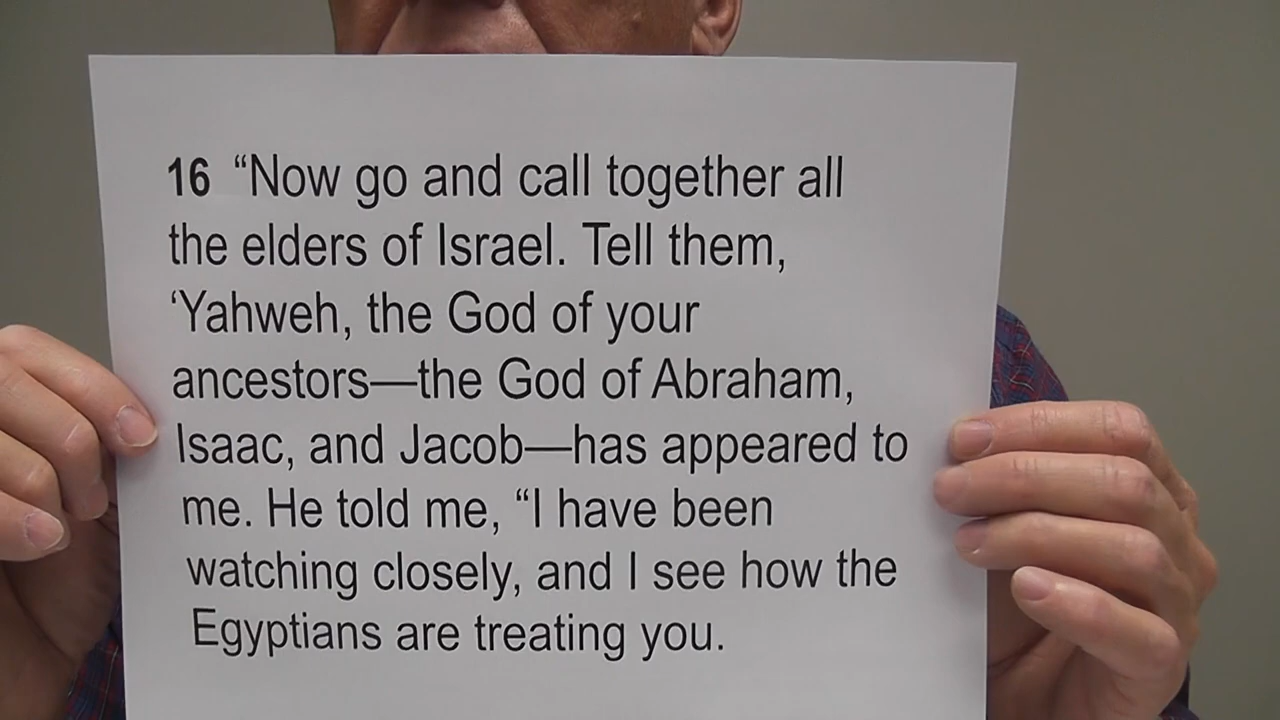 16 “Now go and call together all
the elders of Israel. Tell them,
‘Yahweh, the God of your
ancestors—the God of Abraham,
Isaac, and Jacob—has appeared to
me. He told me, “I have been
watching closely, and I see how the
Egyptians are treating you.